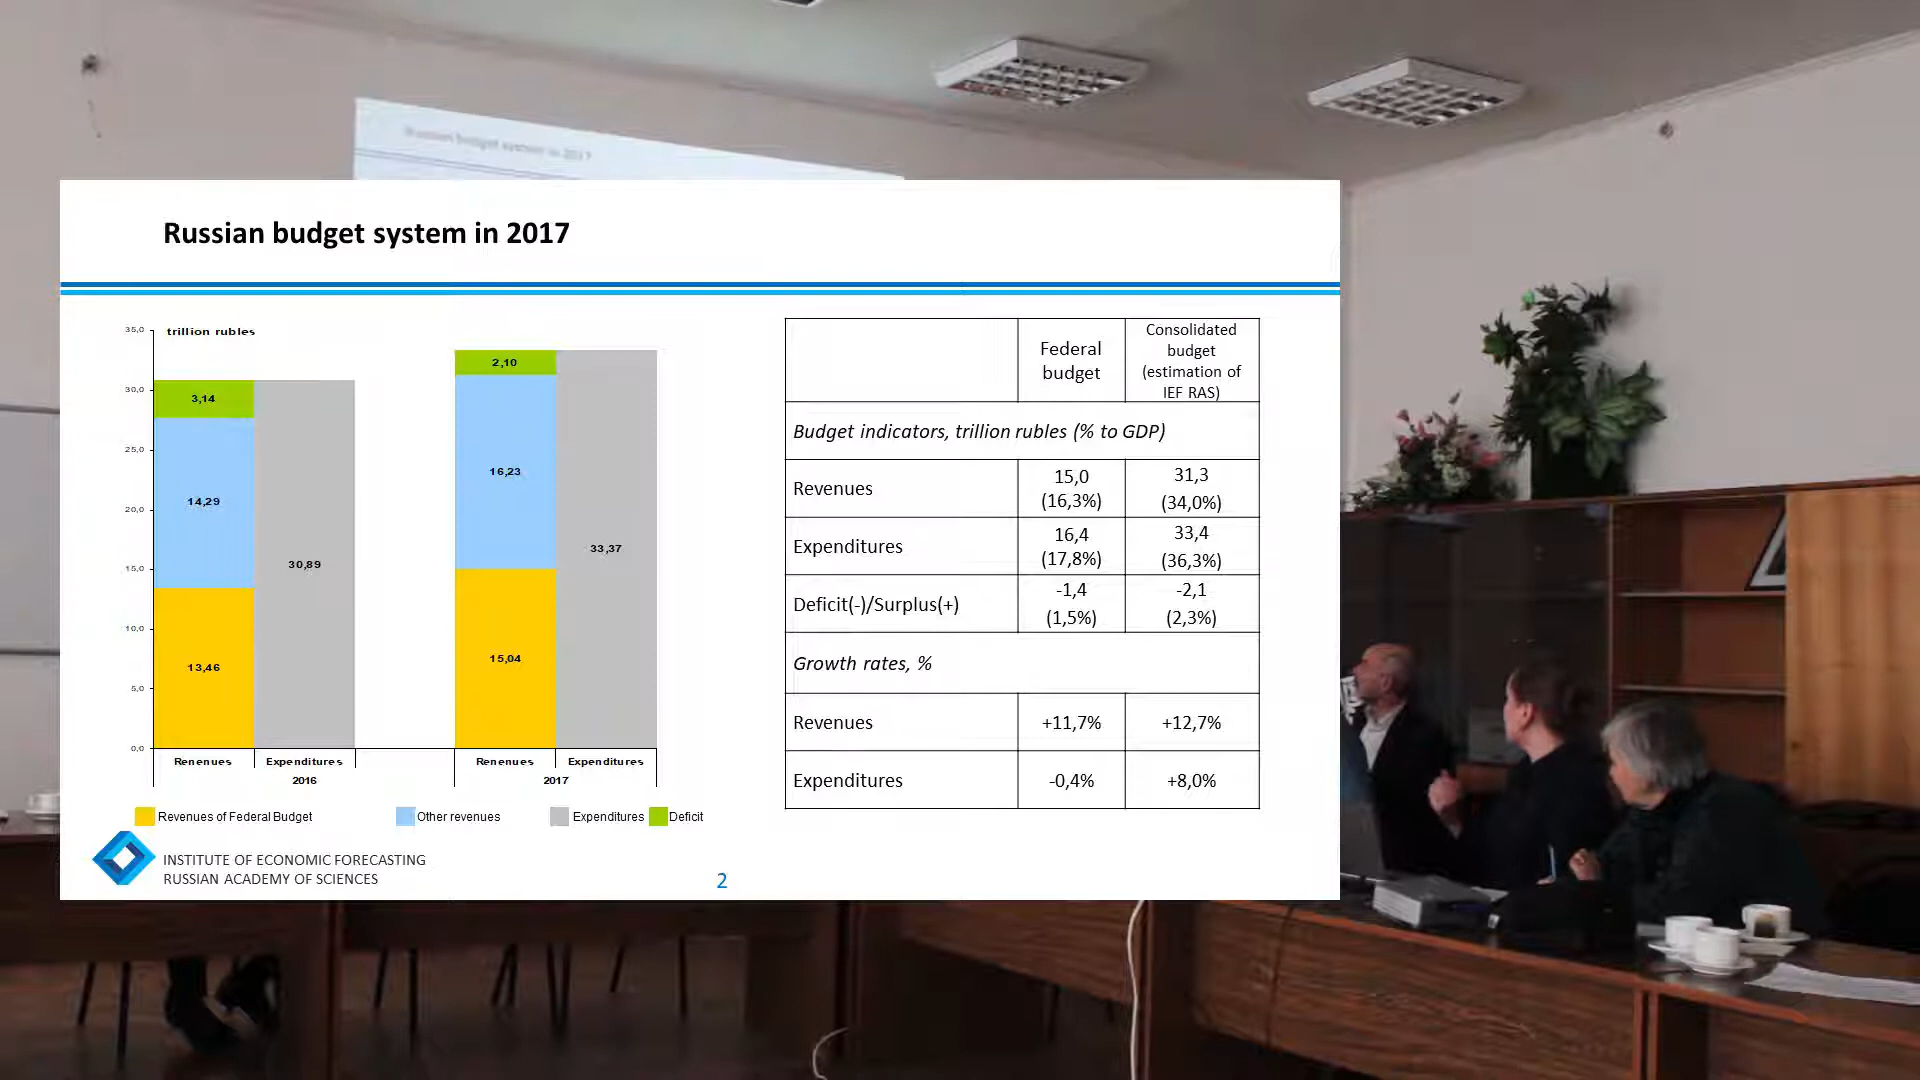 Russian budget system in 2017
Russian budget system in 2017
trillion rubles
35,0
30,0
25,0
20,0
15,0
10,0
5,0
0,0
3,14
14,29
13,46
30,89
2,10
16,23
15,04
33,37
Renenues
Expenditures
Renenues
Expenditures
2016
2017
Revenues of Federal Budget
Other revenues
Expenditures
Deficit
Federal
budget
Consolidated
budget
(estimation of
IEF RAS)
Budget indicators, trillion rubles (% to GDP)
Revenues
15,0
(16,3%)
31,3
(34,0%)
Expenditures
16,4
(17,8%)
33,4
(36,3%)
Deficit(-)/Surplus(+)
-1,4
(1,5%)
-2,1
(2,3%)
Growth rates, %
Revenues
+11,7%
+12,7%
Expenditures
-0,4%
+8,0%
INSTITUTE OF ECONOMIC FORECASTING
RUSSIAN ACADEMY OF SCIENCES
2